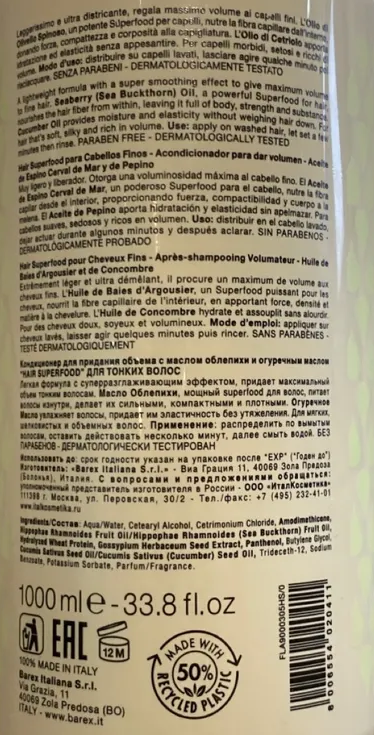 Leggerissimo e ultra districante, regala massimo volume ai capelli fini. L'Olio di
Olivello Spinoso, un potente Superfood per capelli, nutre la fibra capillare dall'interno
donando forza, compattezza e corposità alla capigliatura. L'Olio di Cetriolo apporta
idratazione ed elasticità senza appesantire. Per capelli morbidi, setosi e ricchi di
volume. Modo d'uso: distribuire su capelli lavati, lasciare agire qualche minuto poi
risciacquare. SENZA PARABENI - DERMATOLOGICAMENTE TESTATO
A lightweight formula with a super smoothing effect to give maximum volume
to fine hair. Seaberry (Sea Buckthorn) Oil, a powerful Superfood for hair,
nourishes the hair fiber from within, leaving it full of body, strength and substance.
Cucumber Oil provides moisture and elasticity without weighing hair down. For
hair that's soft, silky and rich in volume. Use: apply on washed hair, let set a few
minutes then rinse. PARABEN FREE - DERMATOLOGICALLY TESTED
Hair Superfood para Cabellos Finos - Acondicionador para dar volumen - Aceite
de Espino Cerval de Mar y de Pepino
Muy ligero y liberador. Otorga una voluminosidad máxima al cabello fino. El Aceite
de Espino Cerval de Mar, un poderoso Superfood para el cabello, nutre la fibra
capilar desde el interior, proporcionando fuerza, compactibilidad y cuerpo a la
melena. El Aceite de Pepino aporta hidratación y elasticidad sin apelmazar. Para
cabellos suaves, sedosos y ricos en volumen. Uso: distribuir en el cabello lavado,
dejar actuar durante algunos minutos y después aclarar. SIN PARABENOS -
DERMATOLÓGICAMENTE PROBADO
Hair Superfood pour Cheveux Fins - Après-shampooing Volumateur - Huile de
Baies d'Argousier et de Concombre
Extrêmement léger et ultra démêlant, il procure un maximum de volume aux
cheveux fins. L'Huile de Baies d'Argousier, un Superfood puissant pour les
cheveux, nourrit la fibre capillaire de l'intérieur, en apportant force, densité et
matière à la chevelure. L'Huile de Concombre hydrate et assouplit sans alourdir.
Pour des cheveux doux, soyeux et volumineux. Mode d'emploi: appliquer sur
cheveux lavés, laisser agir quelques minutes puis rincer. SANS PARABÈNES -
TESTÉ DERMATOLOGIQUEMENT
Кондиционер для придания объема с маслом облепихи и огуречным маслом
"HAIR SUPERFOOD" ДЛЯ ТОНКИХ ВОЛОС
Легкая формула с суперразглаживающим эффектом, придает максимальный
объем тонким волосам. Масло Облепихи, мощный superfood для волос, питает
волосы изнутри, делает их сильными, компактными и плотными. Огуречное
Масло увлажняет волосы, придает им эластичность без утяжеления. Для мягких,
шелковистых и объемных волос. Применение: распределить по вымытым
волосам, оставить действовать несколько минут, далее смыть водой. БЕЗ
ПАРАБЕНОВ - ДЕРМАТОЛОГИЧЕСКИ ТЕСТИРОВАН
Использовать до: срок годности указан на упаковке после "EXP" ("Годен до")
Изготовитель: «Barex Italiana S.r.l.» - Виа Грация 11, 40069 Зола Предоза
(Болонья), Италия. С вопросами и предложениями обращаться:
уполномоченный представитель изготовителя в России - ООО «ИталКосметика»
111388 г. Москва, ул. Перовская, 30/2 - Тел./факс: +7 (495) 232-41-01
www.italkosmetika.ru
Ingredients/Состав: Aqua/Water, Cetearyl Alcohol, Cetrimonium Chloride, Amodimethicone,
Hippophae Rhamnoides Fruit Oil/Hippophae Rhamnoides (Sea Buckthorn) Fruit Oil,
Hydrolyzed Wheat Protein, Gossypium Herbaceum Seed Extract, Panthenol, Butylene Glycol,
Cucumis Sativus Seed Oil/Cucumis Sativus (Cucumber) Seed Oil, Trideceth-12, Sodium
Benzoate, Potassium Sorbate, Parfum/Fragrance.
1000 ml e - 33.8 fl.oz
EAC
12 M
MADE WITH
50%
RECYCLED PLASTIC
FLA9000305HS/0
8 006554 020411
100% MADE IN ITALY
Barex Italiana S.r.l.
Via Grazia, 11
40069 Zola Predosa (BO)
ITALY - www.barex.it